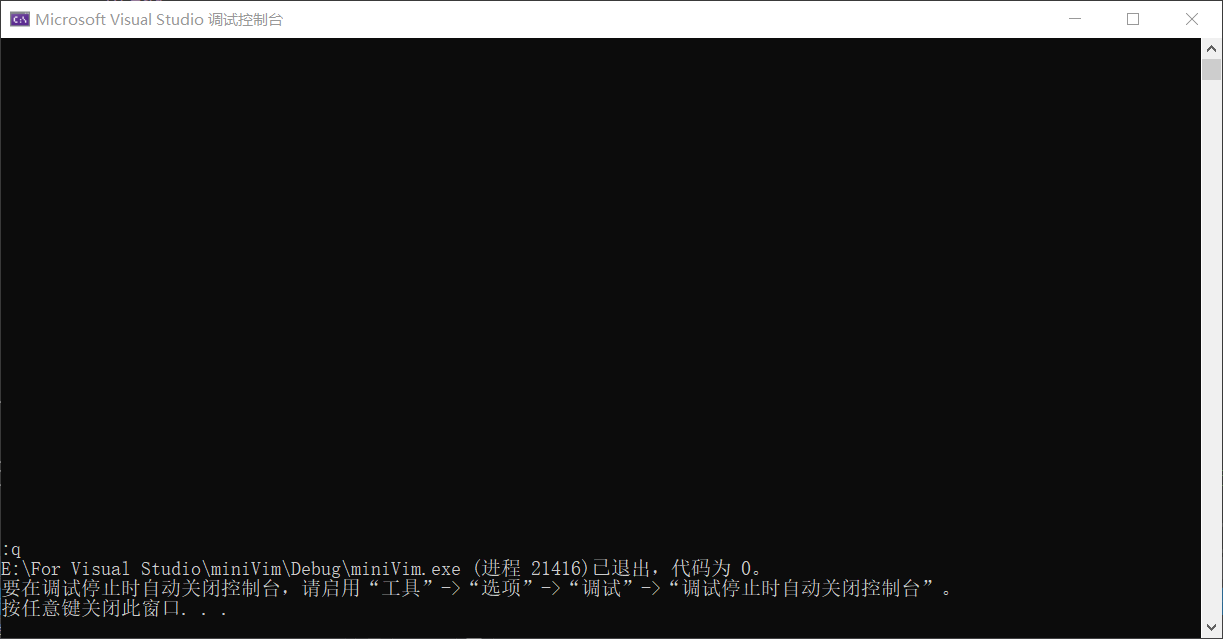 Microsoft Visual Studio 调试控制台
:q
E:\For Visual Studio\miniVim\Debug\miniVim.exe (进程 21416)已退出，代码为 0。
要在调试停止时自动关闭控制台，请启用“工具”->“选项”->“调试”->“调试停止时自动关闭控制台”。
按任意键关闭此窗口. . .